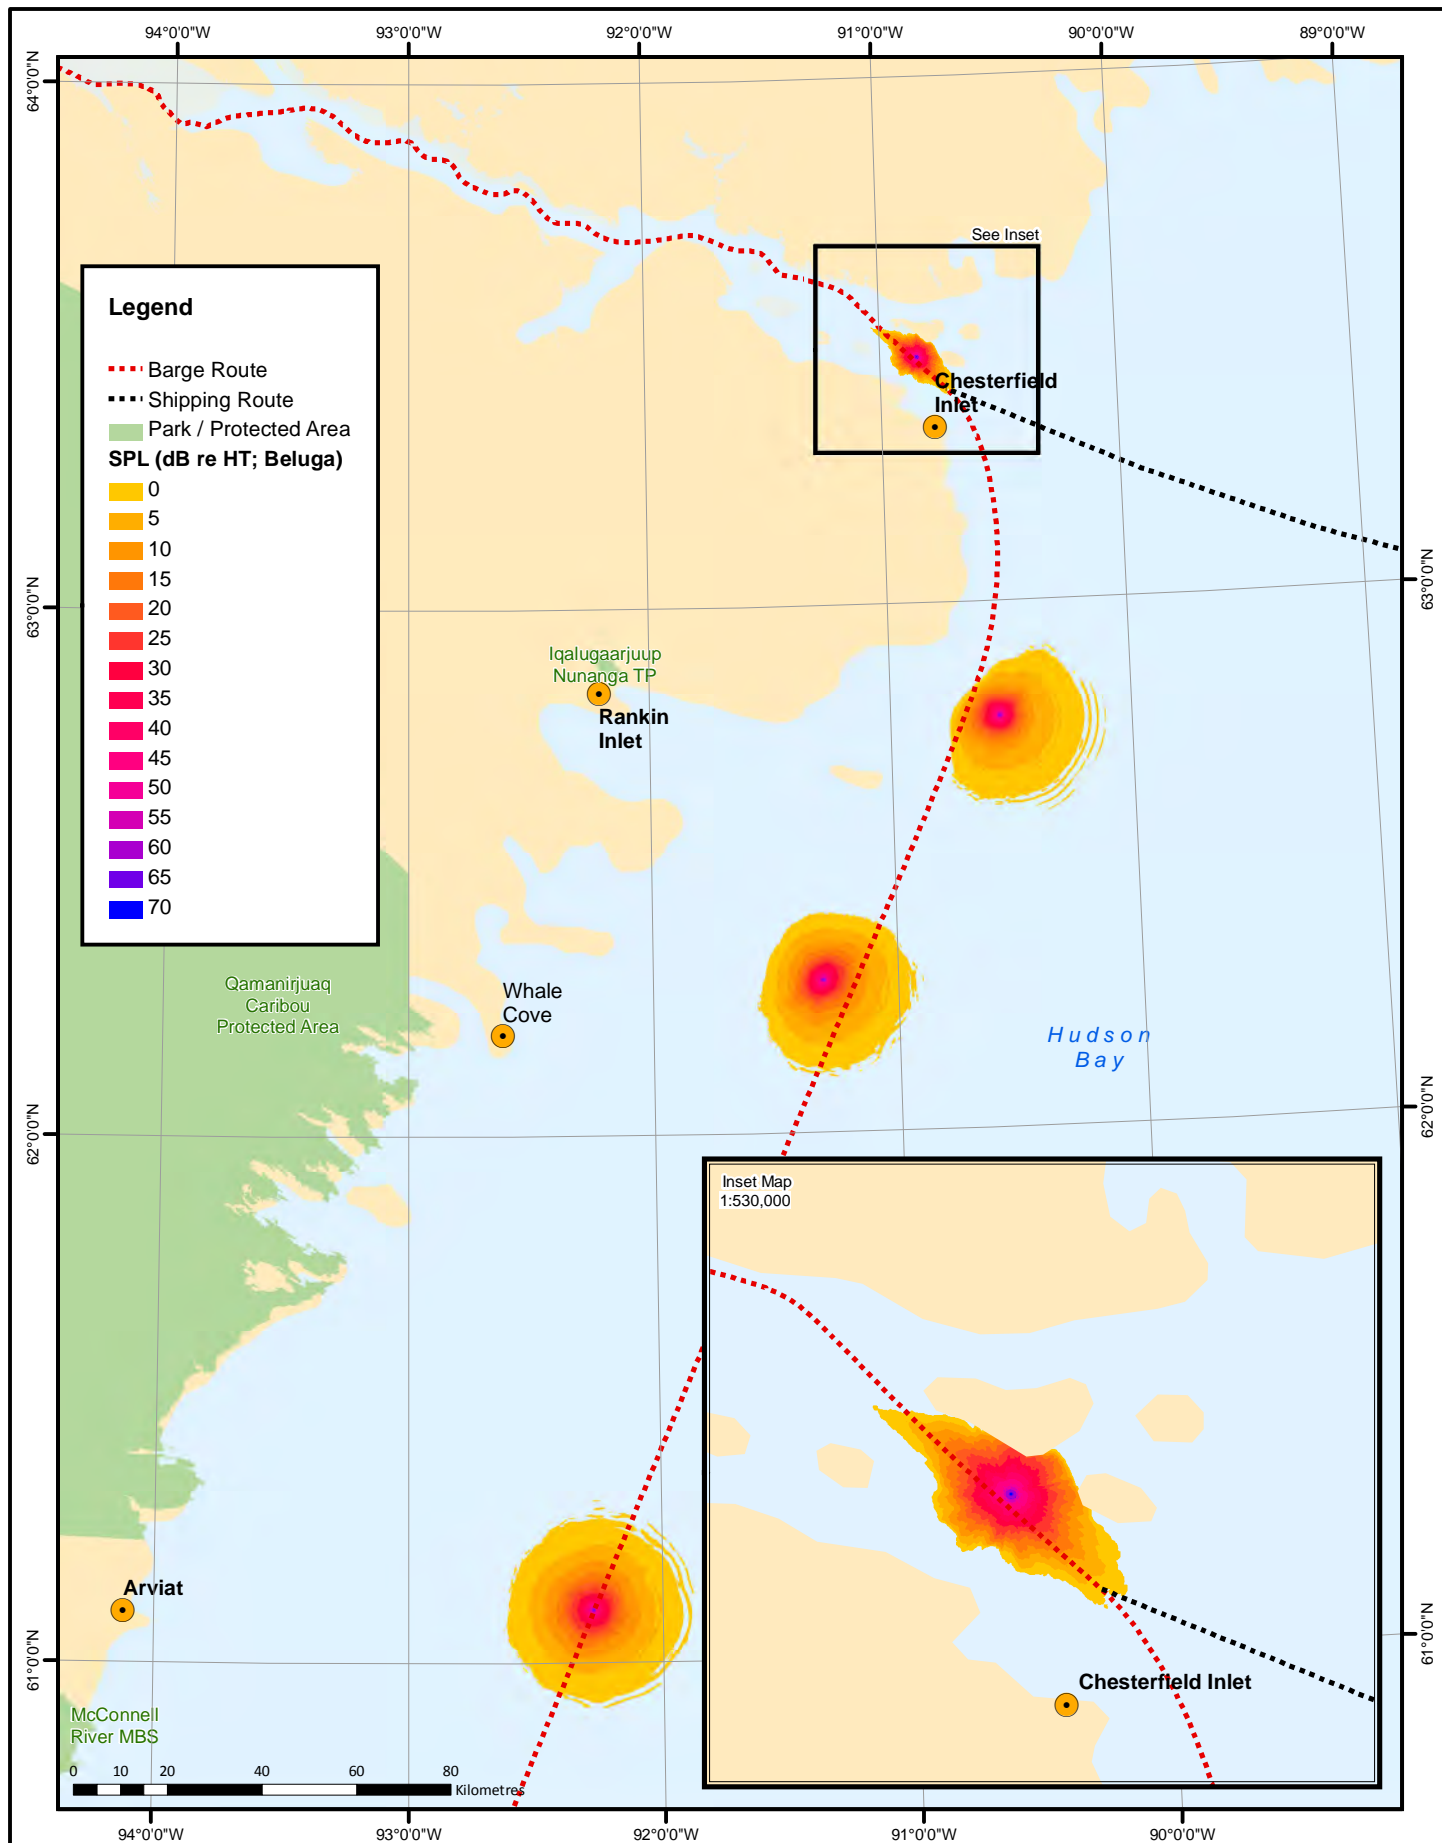 94°0'0"W
93°0'0"W
92°0'0"W
91°0'0"W
90°0'0"W
89°0'0"W
64°0'0"N
See Inset
Legend
Barge Route
Shipping Route
Park / Protected Area
SPL (dB re HT; Beluga)
0
5
10
15
20
25
30
35
40
45
50
55
60
65
70
Chesterfield
Inlet
63°0'0"N
63°0'0"N
Iqalugaarjuup
Nunanga TP
Rankin
Inlet
Qamanirjuaq
Caribou
Protected Area
Whale
Cove
Hudson
Bay
62°0'0"N
62°0'0"N
Inset Map
1:530,000
Chesterfield Inlet
Arviat
61°0'0"N
61°0'0"N
McConnell
River MBS
0 10 20 40 60 80
Kilometres
94°0'0"W
93°0'0"W
92°0'0"W
91°0'0"W
90°0'0"W